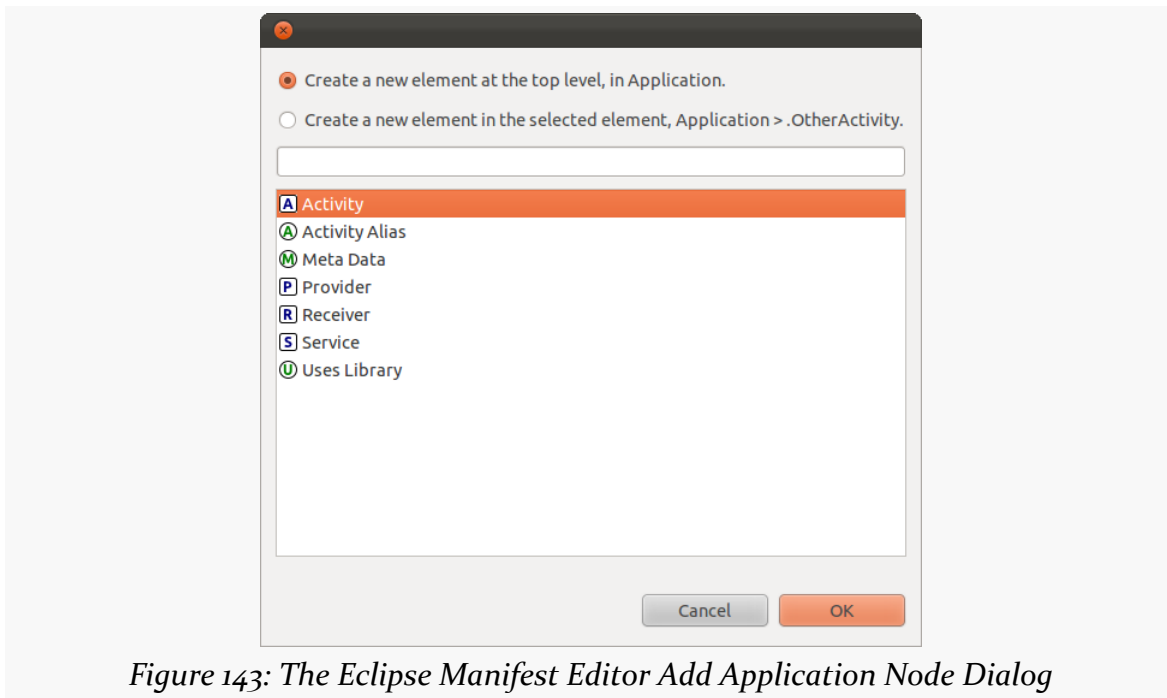 Create a new element at the top level, in Application.
Create a new element in the selected element, Application > .OtherActivity.
A Activity
A Activity Alias
M Meta Data
P Provider
R Receiver
S Service
U Uses Library
Cancel OK
Figure 143: The Eclipse Manifest Editor Add Application Node Dialog